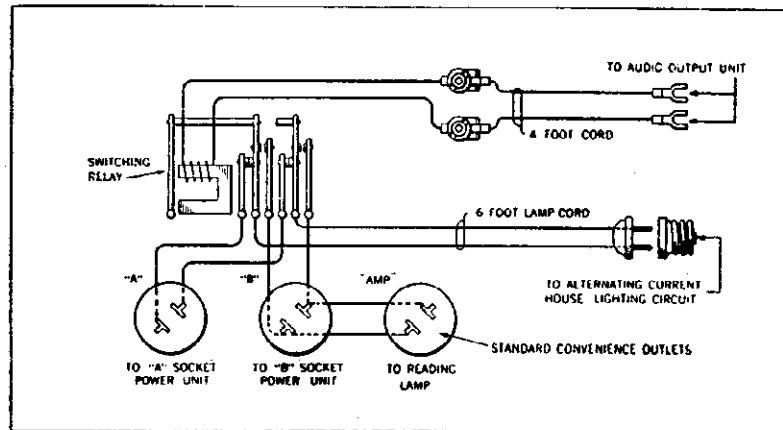 TO AUDIO OUTPUT UNIT
4 FOOT CORD
SWITCHING
RELAY
6 FOOT LAMP CORD
"A"
"B"
"AMP"
TO ALTERNATING CURRENT
HOUSE LIGHTING CIRCUIT
STANDARD CONVENIENCE OUTLETS
TO "A" SOCKET
POWER UNIT
TO "B" SOCKET
POWER UNIT
TO READING
LAMP